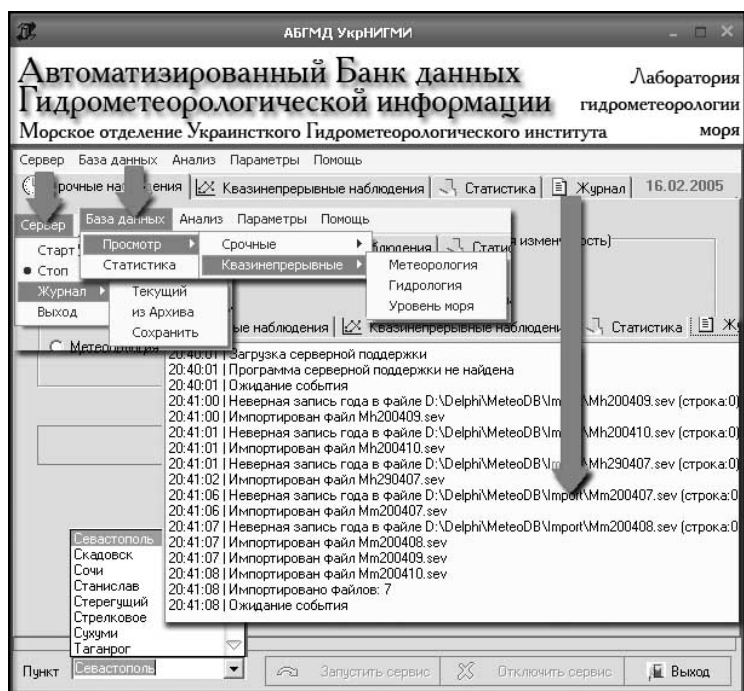 АБГМД УкрНИГМИ
Автоматизированный Банк данных
Гидрометеорологической информации
Морское отделение Украинсткого Гидрометеорологического института
Лаборатория
гидрометеорологии
моря
Сервер База данных Анализ Параметры Помощь
рочные на ения Квазинепрерывные наблюдения Статистика Журнал 16.02.2005
Сервер База данных Анализ Параметры Помощь
Старт
Стоп
Журнал
Выход
Просмотр
Статистика
Срочные
Квазинепрерывные
Метеорология
Гидрология
Уровень моря
Текущий
из Архива
Сохранить
ые наблюдения Квазинепрерывные наблюдени Статистика
Метеорология
20:40:01 | Загрузка серверной поддержки
20:40:01 | Программа серверной поддержки не найдена
20:40:01 | Ожидание события
20:41:00 | Неверная запись года в файле D:\Delphi\MeteoDB\Im \Mh200409.sev (строка:0)
20:41:00 | Импортирован файл Mh200409.sev
20:41:01 | Неверная запись года в файле D:\Delphi\MeteoDB\Im \Mh200410.sev (строка:0)
20:41:01 | Импортирован файл Mh200410.sev
20:41:01 | Неверная запись года в файле D:\Delphi\MeteoDB\Im \Mh290407.sev (строка:0)
20:41:02 | Импортирован файл Mh290407.sev
20:41:06 | Неверная запись года в файле D:\Delphi\MeteoDB\Import\Mm200407.sev (строка:0
20:41:06 | Импортирован файл Mm200407.sev
20:41:07 | Неверная запись года в файле D:\Delphi\MeteoDB\Import\Mm200408.sev (строка:0
20:41:07 | Импортирован файл Mm200408.sev
20:41:07 | Импортирован файл Mm200409.sev
20:41:08 | Импортирован файл Mm200410.sev
20:41:08 | Импортировано файлов: 7
20:41:08 | Ожидание события
Севастополь
Скадовск
Сочи
Станислав
Стерегущий
Стрелковое
Сухуми
Таганрог
Пункт Севастополь Запустить сервис Отключить сервис Выход